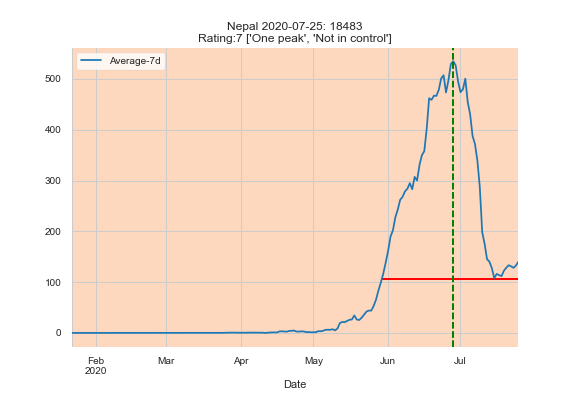 Nepal 2020-07-25: 18483
Rating:7 ['One peak', 'Not in control']
Average-7d
500
400
300
200
100
0
Feb Mar Apr May Jun Jul
2020
Date